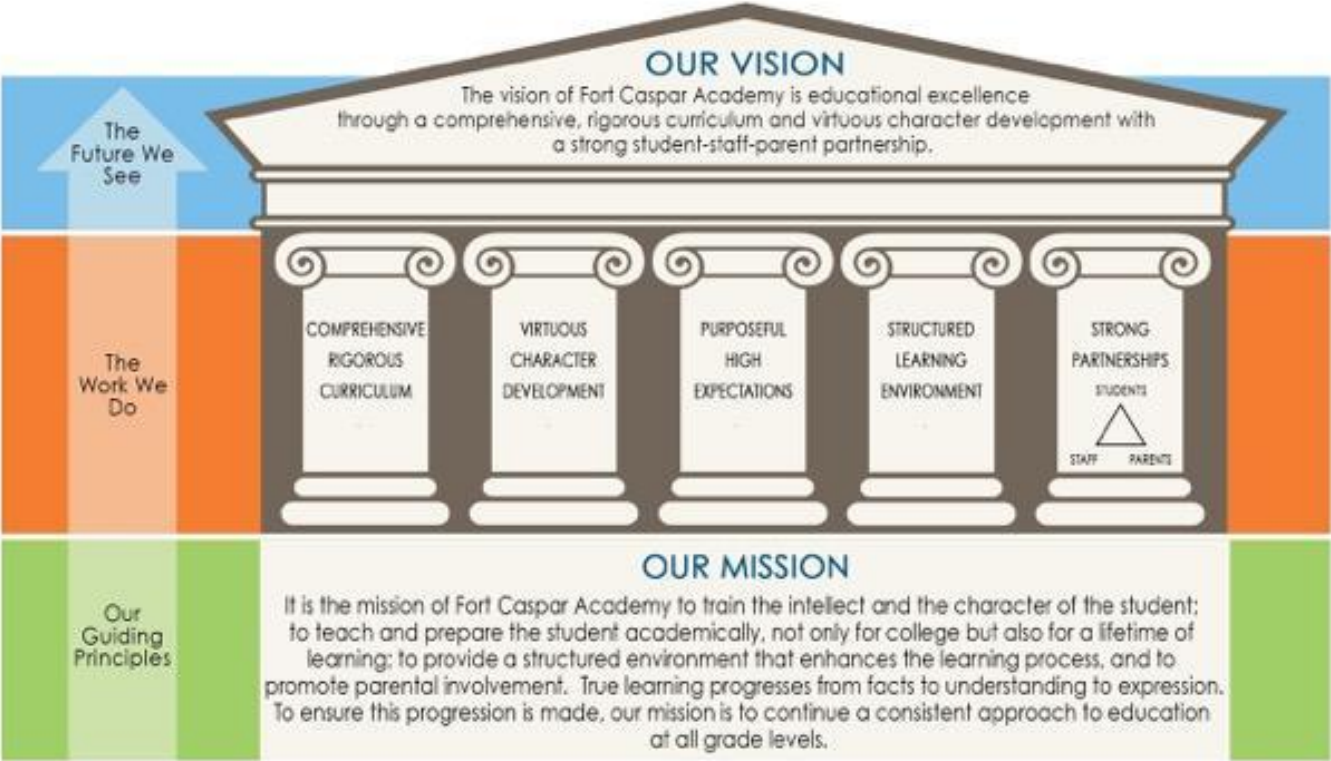 OUR VISION
The vision of Fort Caspar Academy is educational excellence
through a comprehensive, rigorous curriculum and virtuous character development with
a strong student-staff-parent partnership.
The
Future We
See
The
Work We
Do
COMPREHENSIVE
RIGOROUS
CURRICULUM
VIRTUOUS
CHARACTER
DEVELOPMENT
PURPOSEFUL
HIGH
EXPECTATIONS
STRUCTURED
LEARNING
ENVIRONMENT
STRONG
PARTNERSHIPS
STUDENTS
STAFF PARENTS
Our
Guiding
Principles
OUR MISSION
It is the mission of Fort Caspar Academy to train the intellect and the character of the student;
to teach and prepare the student academically, not only for college but also for a lifetime of
learning; to provide a structured environment that enhances the learning process, and to
promote parental involvement. True learning progresses from facts to understanding to expression.
To ensure this progression is made, our mission is to continue a consistent approach to education
at all grade levels.